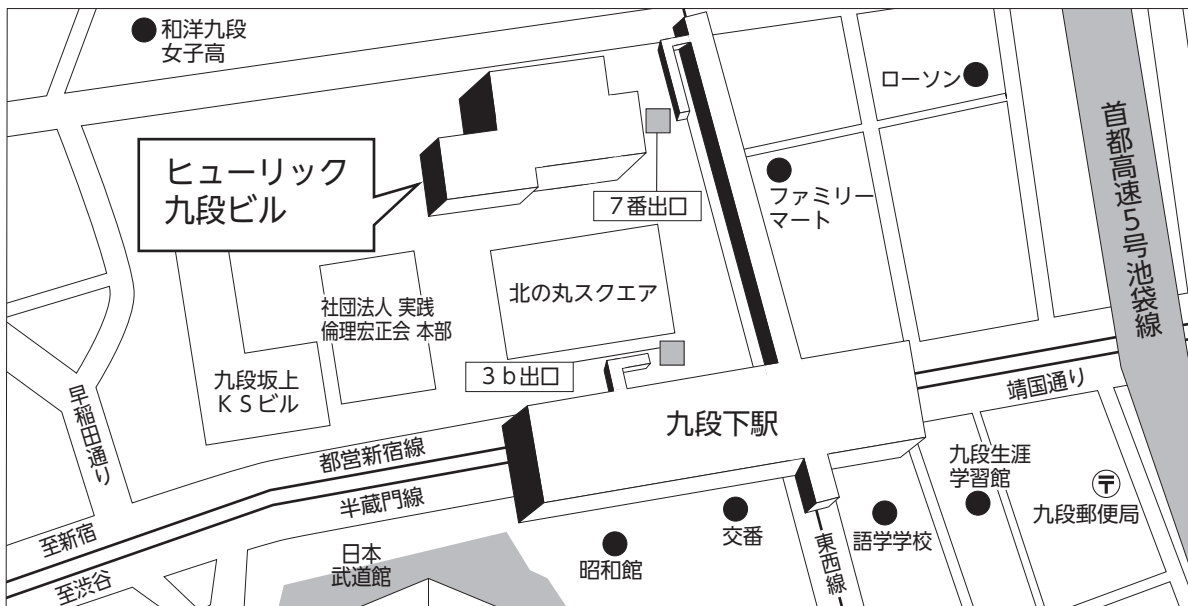 和洋九段
女子高
ローソン
首都高速5号池袋線
ヒューリック
九段ビル
7番出口
ファミリー
マート
北の丸スクエア
社団法人 実践
倫理宏正会 本部
3b出口
九段坂上
KSビル
早稲田通り
九段下駅
靖国通り
都営新宿線
半蔵門線
九段生涯
学習館
九段郵便局
至新宿
至渋谷
日本
武道館
昭和館
交番
東西線
語学学校